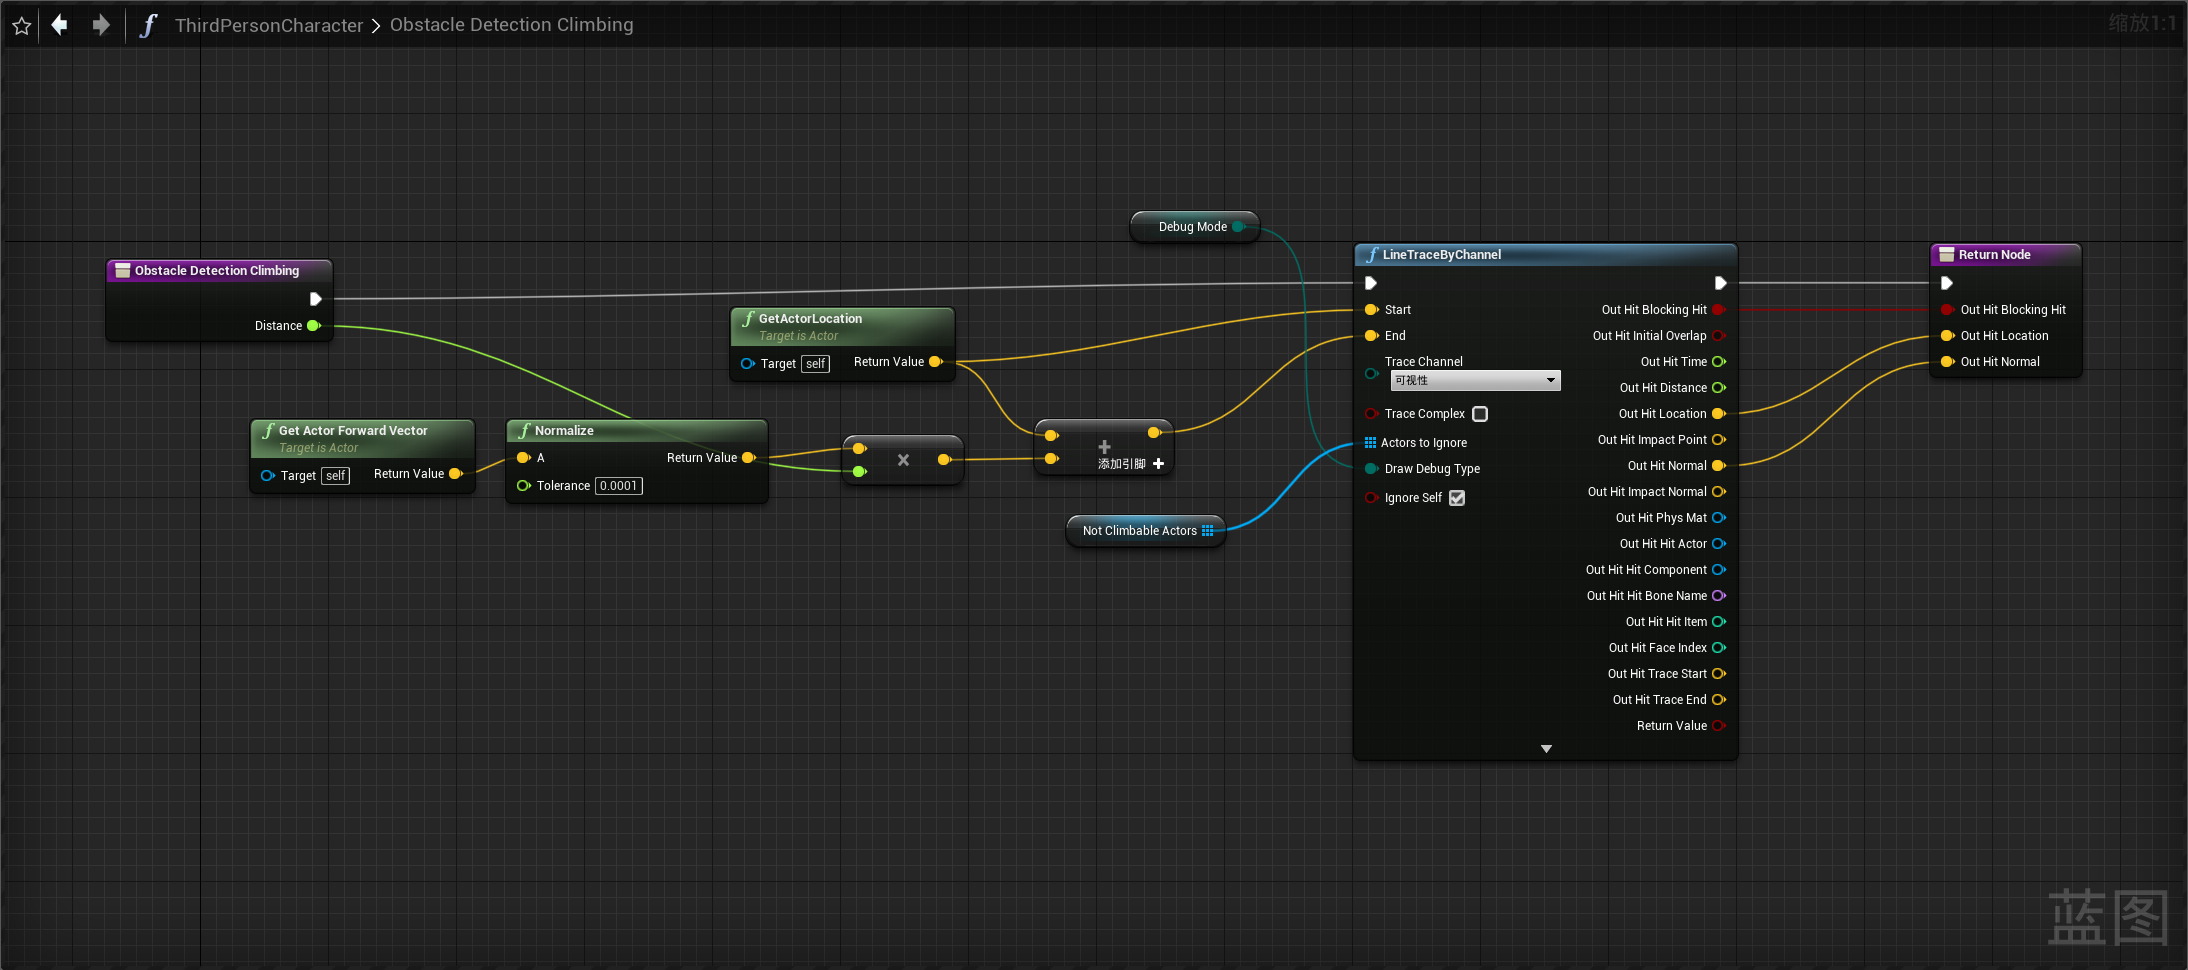 ThirdPersonCharacter > Obstacle Detection Climbing
缩放1:1
Debug Mode
Obstacle Detection Climbing
Distance
GetActorLocation
Target is Actor
Target self Return Value
Get Actor Forward Vector
Target is Actor
Target self Return Value
Normalize
A Return Value
Tolerance 0.0001
添加引脚
Not Climbable Actors
LineTraceByChannel
Start Out Hit Blocking Hit
End Out Hit Initial Overlap
Trace Channel Out Hit Time
可视性 Out Hit Distance
Trace Complex Out Hit Location
Out Hit Impact Point
Actors to Ignore
Draw Debug Type Out Hit Normal
Ignore Self Out Hit Impact Normal
Out Hit Phys Mat
Out Hit Hit Actor
Out Hit Hit Component
Out Hit Hit Bone Name
Out Hit Hit Item
Out Hit Face Index
Out Hit Trace Start
Out Hit Trace End
Return Value
Return Node
Out Hit Blocking Hit
Out Hit Location
Out Hit Normal
蓝图